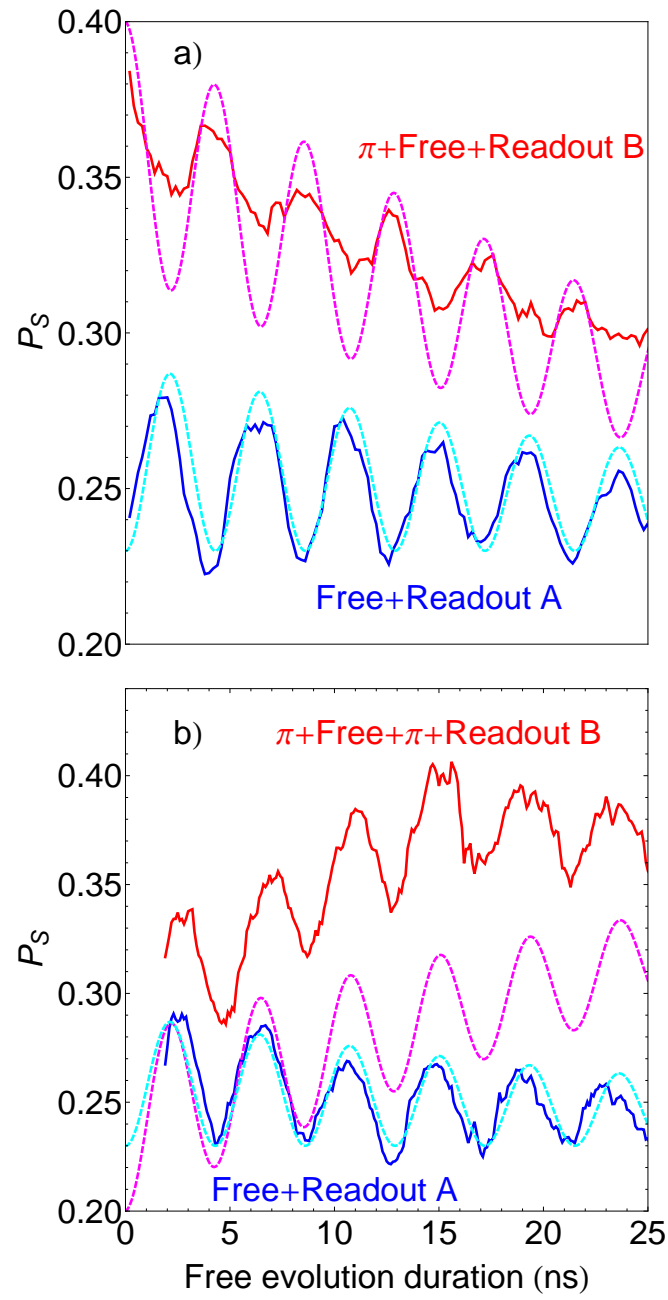 0.40
a)
π+Free+Readout B
0.35
0.30
P_S
0.25
Free+Readout A
0.20
b)
π+Free+π+Readout B
0.40
0.35
P_S
0.30
0.25
Free+Readout A
0.20
0 5 10 15 20 25
Free evolution duration (ns)